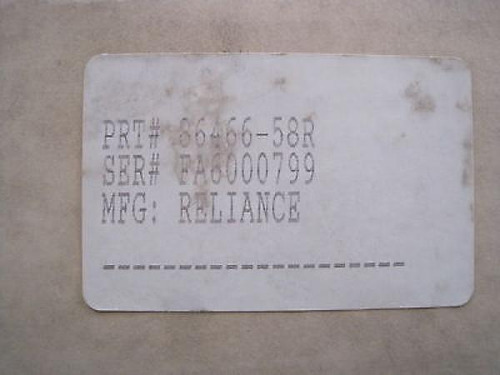 PRT# 86466-58R
SER# FA6000799
MFG: RELIANCE
--------------------